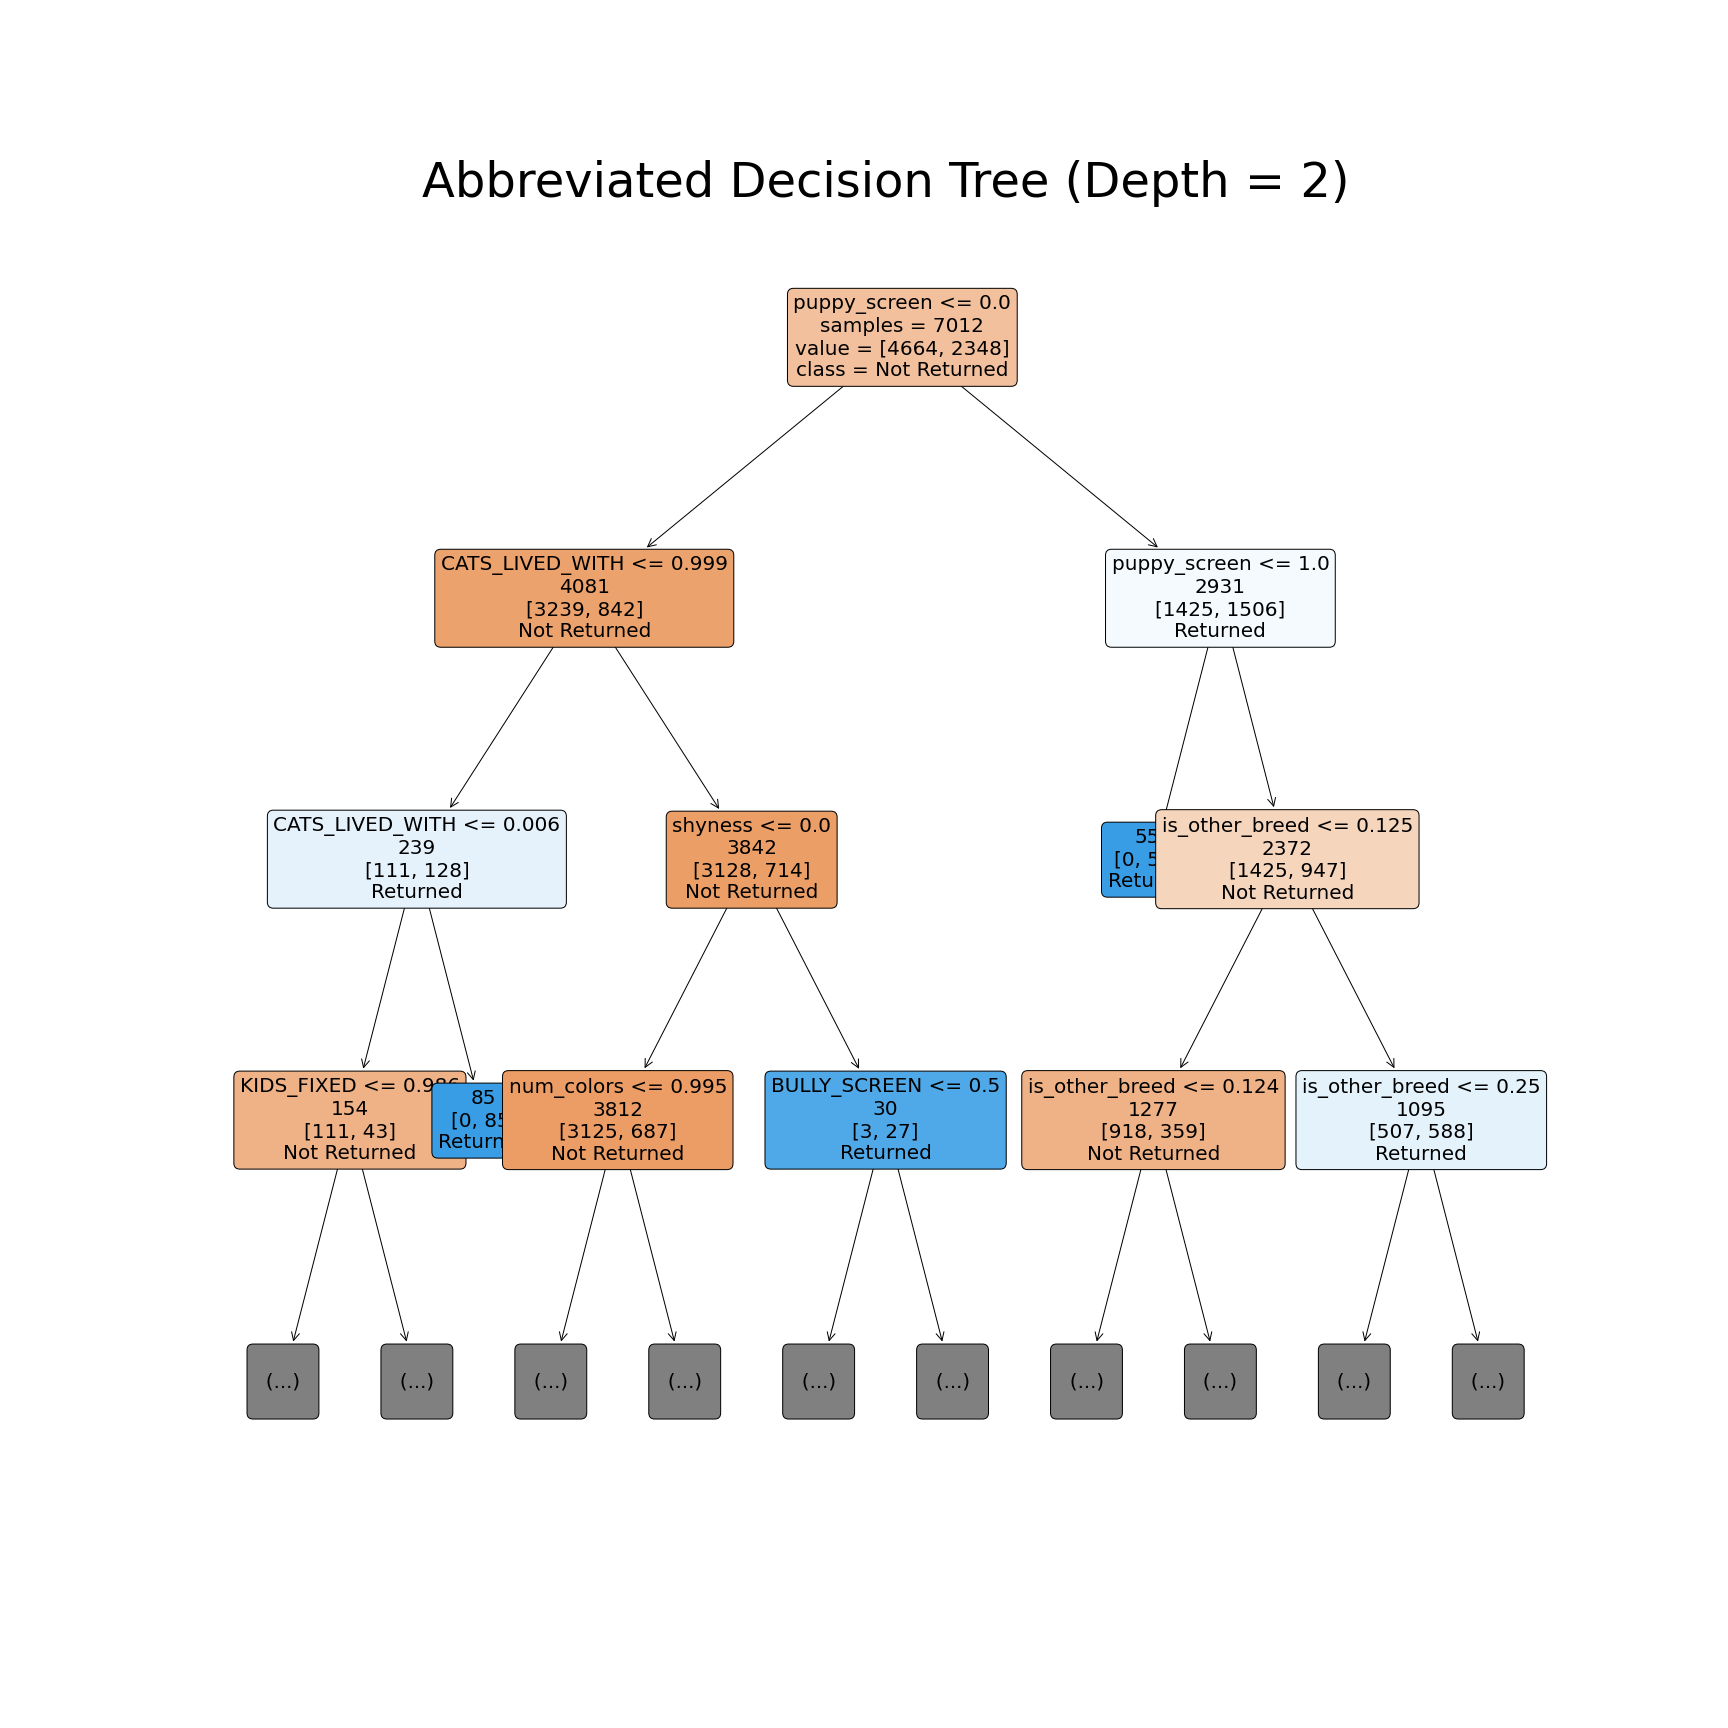 Abbreviated Decision Tree (Depth = 2)
puppy_screen <= 0.0
samples = 7012
value = [4664, 2348]
class = Not Returned
CATS_LIVED_WITH <= 0.999
4081
[3239, 842]
Not Returned
puppy_screen <= 1.0
2931
[1425, 1506]
Returned
CATS_LIVED_WITH <= 0.006
239
[111, 128]
Returned
shyness <= 0.0
3842
[3128, 714]
Not Returned
55
[0, 5
Retu
is_other_breed <= 0.125
2372
[1425, 947]
Not Returned
KIDS_FIXED <=
154
[111, 43]
Not Returned
85
[0, 85
Return
num_colors <= 0.995
3812
[3125, 687]
Not Returned
BULLY_SCREEN <= 0.5
30
[3, 27]
Returned
is_other_breed <= 0.124
1277
[918, 359]
Not Returned
is_other_breed <= 0.25
1095
[507, 588]
Returned
(...)
(...)
(...)
(...)
(...)
(...)
(...)
(...)
(...)
(...)